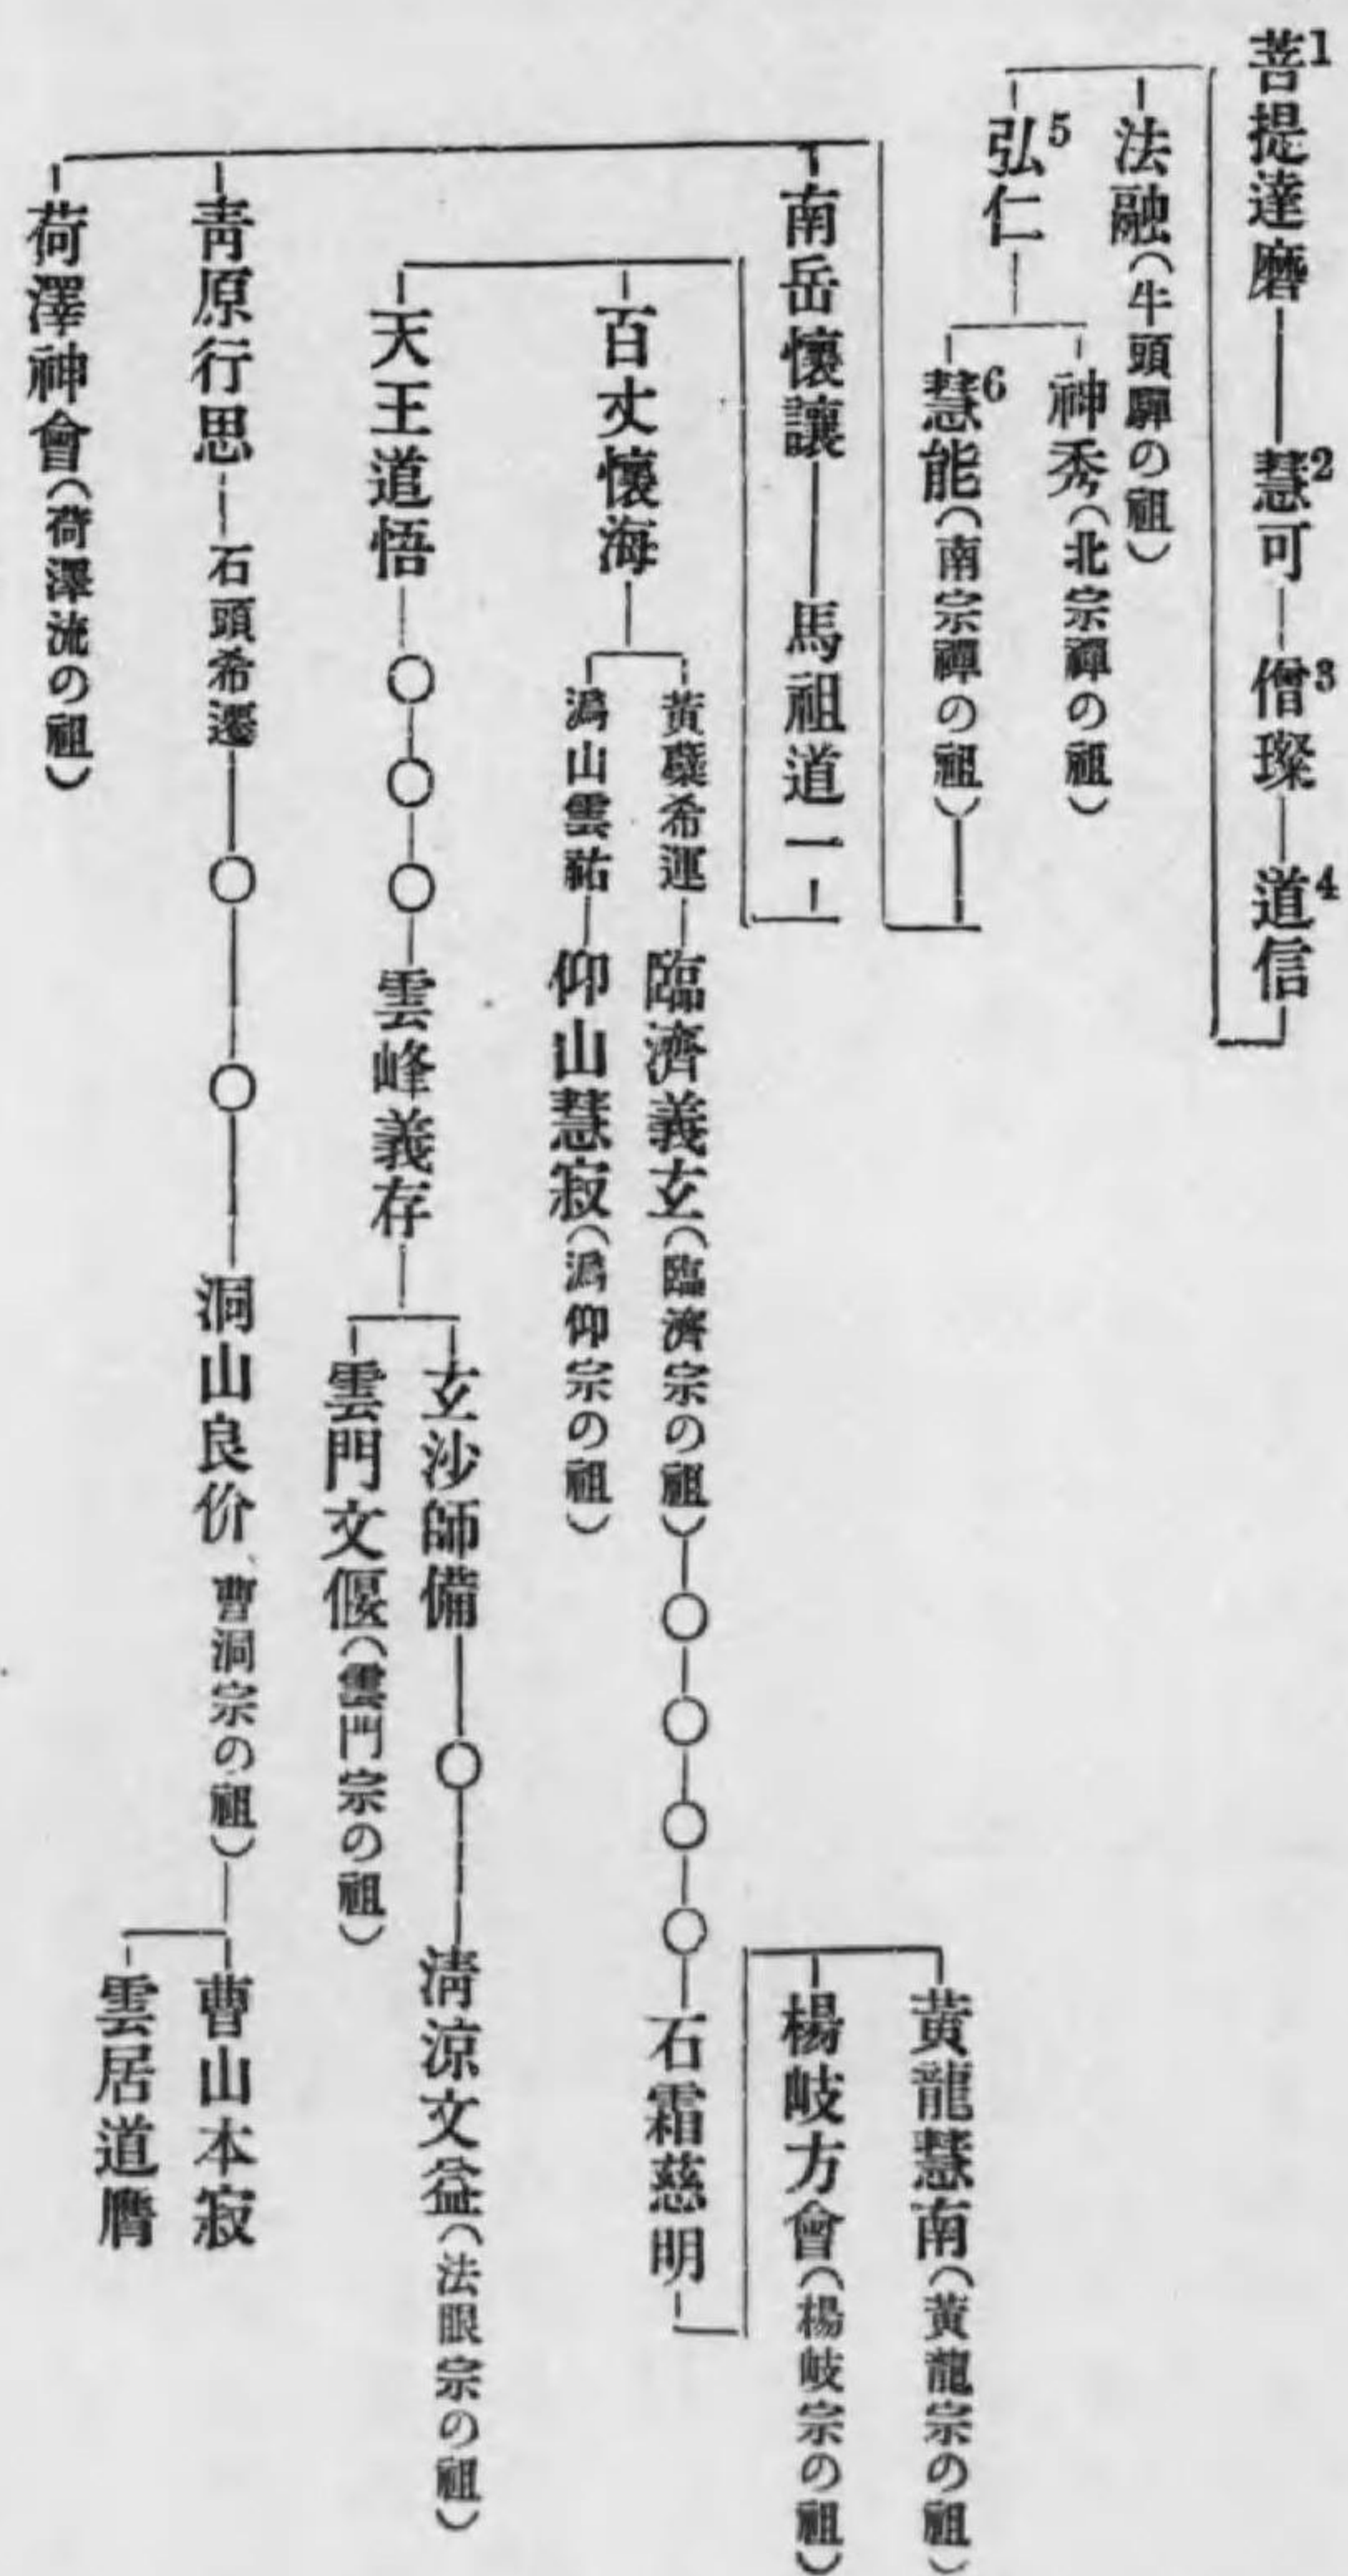 菩提達磨1―慧可2―僧璨3―道信4
法融(牛頭禪の祖)
弘仁5
神秀(北宗禪の祖)
慧能6(南宗禪の祖)
南岳懷讓―馬祖道一
百丈懷海
黃蘗希運―臨濟義玄(臨濟宗の祖)―〇―〇―〇―〇―石霜慈明
黃龍慧南(黃龍宗の祖)
楊岐方會(楊岐宗の祖)
潙山雲祐―仰山慧寂(潙仰宗の祖)
天王道悟―〇―〇―〇―雲峰義存
玄沙師備―〇―淸涼文益(法眼宗の祖)
雲門文偃(雲門宗の祖)
靑原行思―石頭希遷―〇―〇―洞山良价 曹洞宗の祖)
曹山本寂
雲居道膺
荷澤神會(荷澤流の祖)